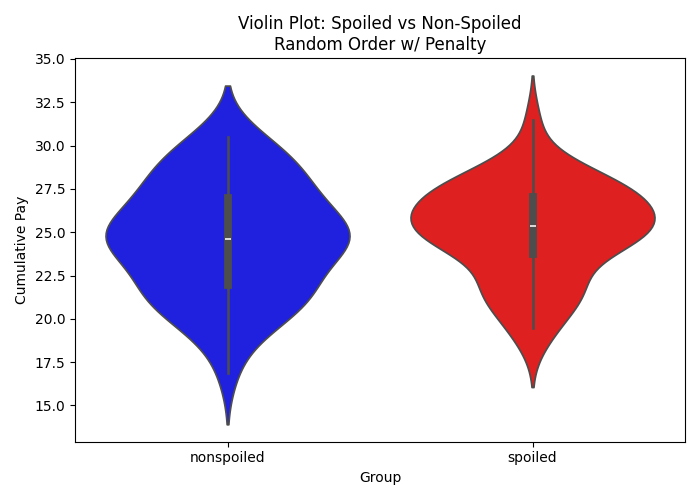 Violin Plot: Spoiled vs Non-Spoiled
Random Order w/ Penalty
35.0
32.5
30.0
27.5
25.0
22.5
20.0
17.5
15.0
Cumulative Pay
nonspoiled
spoiled
Group